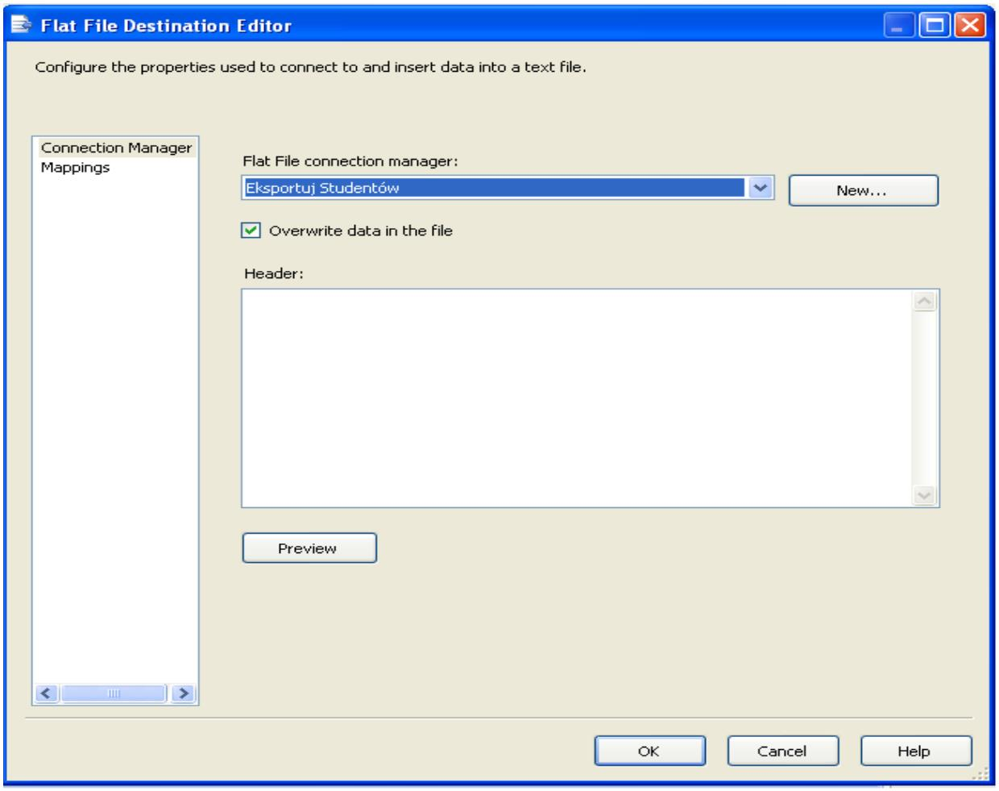 Flat File Destination Editor
Configure the properties used to connect to and insert data into a text file.
Connection Manager
Mappings
Flat File connection manager:
Eksportuj Studentów
New...
Overwrite data in the file
Header:
Preview
OK
Cancel
Help